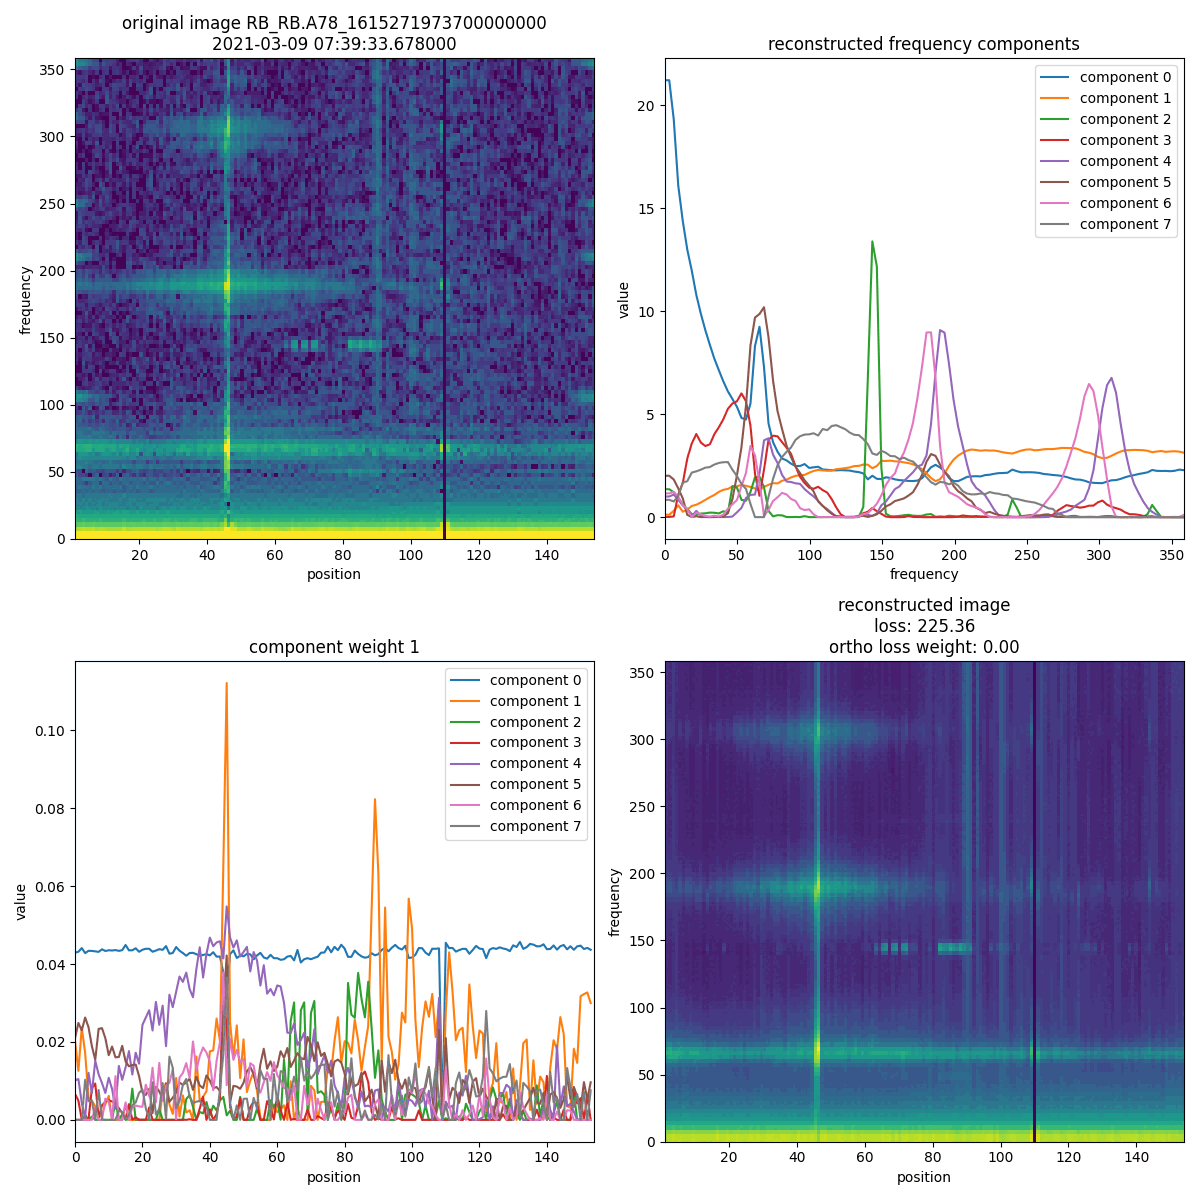 original image RB_RB.A78_1615271973700000000
2021-03-09 07:39:33.678000
frequency
350
300
250
200
150
100
50
0
20
40
60
80
100
120
140
position
reconstructed frequency components
value
20
15
10
5
0
component 0
component 1
component 2
component 3
component 4
component 5
component 6
component 7
0
50
100
150
200
250
300
350
frequency
component weight 1
value
0.10
0.08
0.06
0.04
0.02
0.00
component 0
component 1
component 2
component 3
component 4
component 5
component 6
component 7
0
20
40
60
80
100
120
140
position
reconstructed image
loss: 225.36
ortho loss weight: 0.00
frequency
350
300
250
200
150
100
50
0
20
40
60
80
100
120
140
position